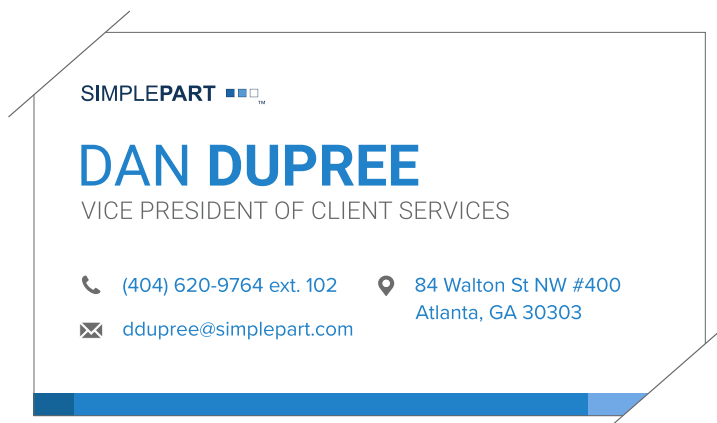 SIMPLEPART ™
DAN DUPREE
VICE PRESIDENT OF CLIENT SERVICES
(404) 620-9764 ext. 102
ddupree@simplepart.com
84 Walton St NW #400
Atlanta, GA 30303